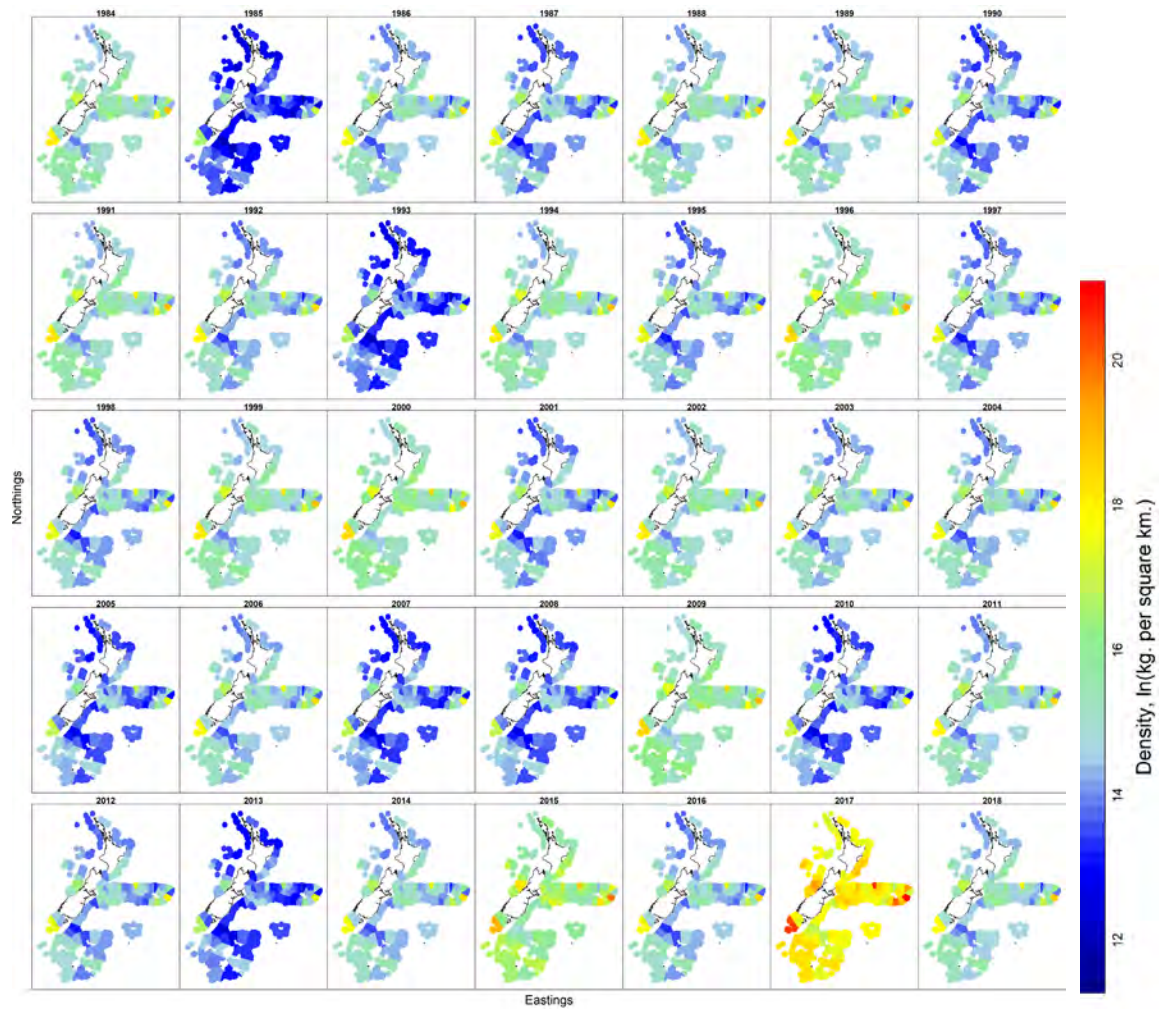 1984 1985 1986 1987 1988 1989 1990
1991 1992 1993 1994 1995 1996 1997
1998 1999 2000 2001 2002 2003 2004
2005 2006 2007 2008 2009 2010 2011
2012 2013 2014 2015 2016 2017 2018
Northings
Eastings
20
18
16
14
12
Density, ln(kg. per square km.)